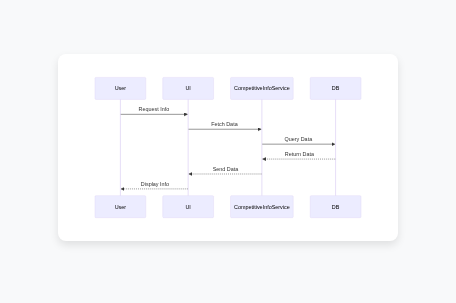 User UI CompetitiveInfoService DB
Request Info
Fetch Data
Query Data
Return Data
Send Data
Display Info
User UI CompetitiveInfoService DB